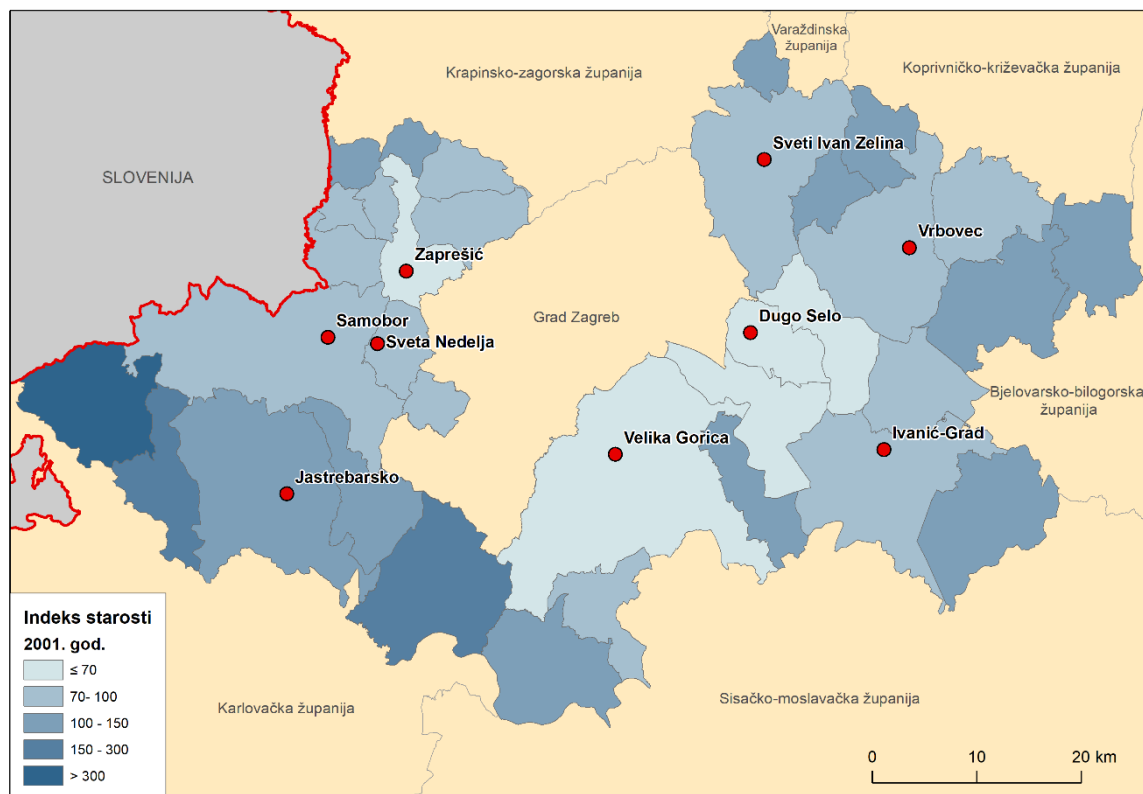 Varaždinska
županija
Krapinsko-zagorska županija
Koprivničko-križevačka županija
SLOVENIJA
Sveti Ivan Zelina
Vrbovec
Zaprešić
Grad Zagreb
Dugo Selo
Samobor
Sveta Nedelja
Bjelovarsko-bilogorska
županija
Velika Gorica
Ivanić-Grad
Jastrebarsko
Indeks starosti
2001. god.
≤ 70
70- 100
100 - 150
150 - 300
> 300
Karlovačka županija
Sisačko-moslavačka županija
0 10 20 km